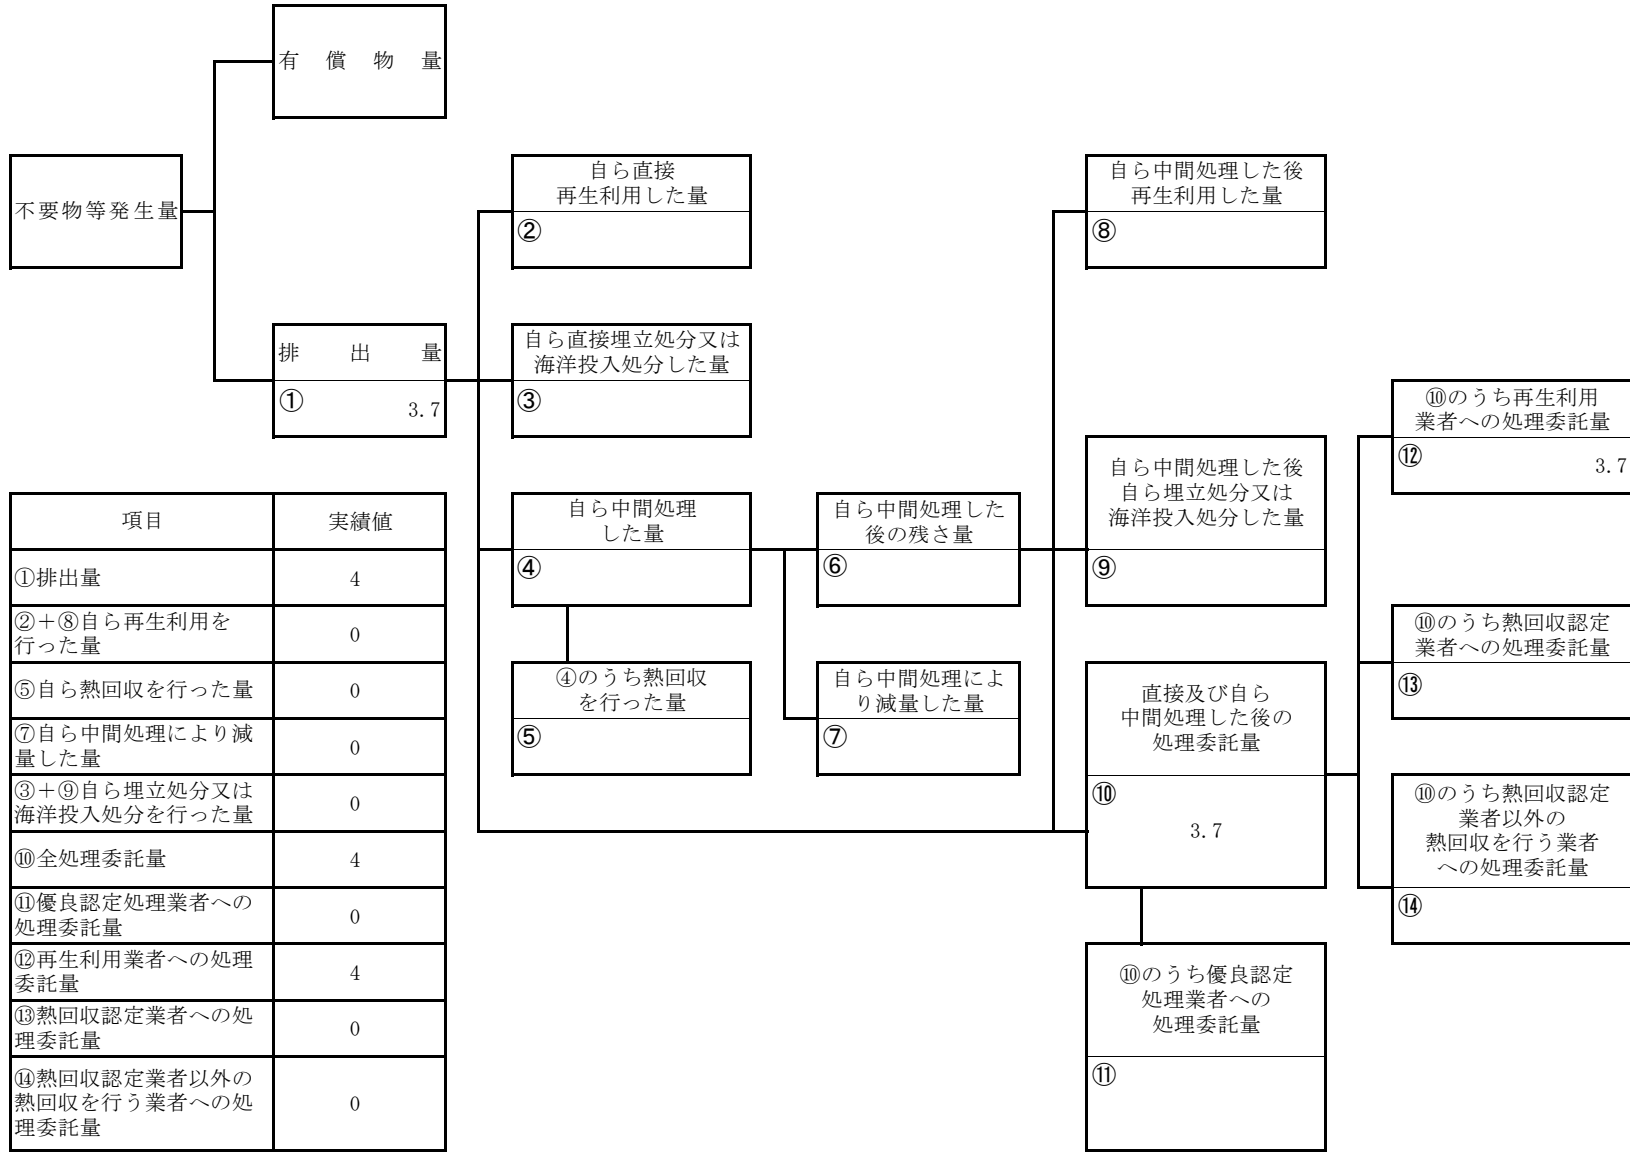 有償物量
不要物等発生量
自ら直接
再生利用した量
②
自ら中間処理した後
再生利用した量
⑧
排出量
①
3.7
自ら直接埋立処分又は
海洋投入処分した量
③
⑩のうち再生利用
業者への処理委託量
⑫
3.7
自ら中間処理
した量
④
自ら中間処理した
後の残さ量
⑥
自ら中間処理した後
自ら埋立処分又は
海洋投入処分した量
⑨
⑩のうち熱回収認定
業者への処理委託量
⑬
④のうち熱回収
を行った量
⑤
自ら中間処理によ
り減量した量
⑦
直接及び自ら
中間処理した後の
処理委託量
⑩
3.7
⑩のうち熱回収認定
業者以外の
熱回収を行う業者
への処理委託量
⑭
⑩のうち優良認定
処理業者への
処理委託量
⑪
項目 実績値
①排出量 4
②+⑧自ら再生利用を
行った量 0
⑤自ら熱回収を行った量 0
⑦自ら中間処理により減
量した量 0
③+⑨自ら埋立処分又は
海洋投入処分を行った量 0
⑩全処理委託量 4
⑪優良認定処理業者への
処理委託量 0
⑫再生利用業者への処理
委託量 4
⑬熱回収認定業者への処
理委託量 0
⑭熱回収認定業者以外の
熱回収を行う業者への処
理委託量 0